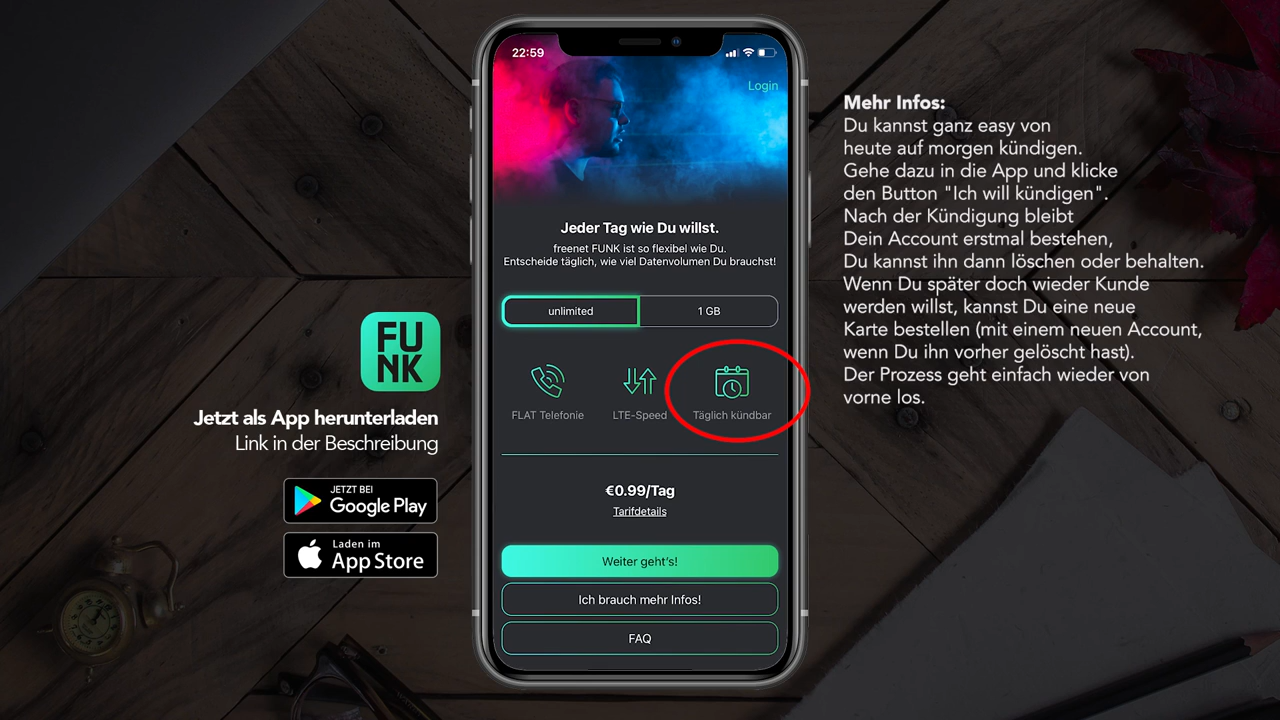 FU
NK
Jetzt als App herunterladen
Link in der Beschreibung
JETZT BEI
Google Play
Laden im
App Store
22:59
Login
Jeder Tag wie Du willst.
freenet FUNK ist so flexibel wie Du.
Entscheide täglich, wie viel Datenvolumen Du brauchst!
unlimited 1 GB
FLAT Telefonie LTE-Speed Täglich kündbar
€0.99/Tag
Tarifdetails
Weiter geht's!
Ich brauch mehr Infos!
FAQ
Mehr Infos:
Du kannst ganz easy von
heute auf morgen kündigen.
Gehe dazu in die App und klicke
den Button "Ich will kündigen".
Nach der Kündigung bleibt
Dein Account erstmal bestehen,
Du kannst ihn dann löschen oder behalten.
Wenn Du später doch wieder Kunde
werden willst, kannst Du eine neue
Karte bestellen (mit einem neuen Account,
wenn Du ihn vorher gelöscht hast).
Der Prozess geht einfach wieder von
vorne los.